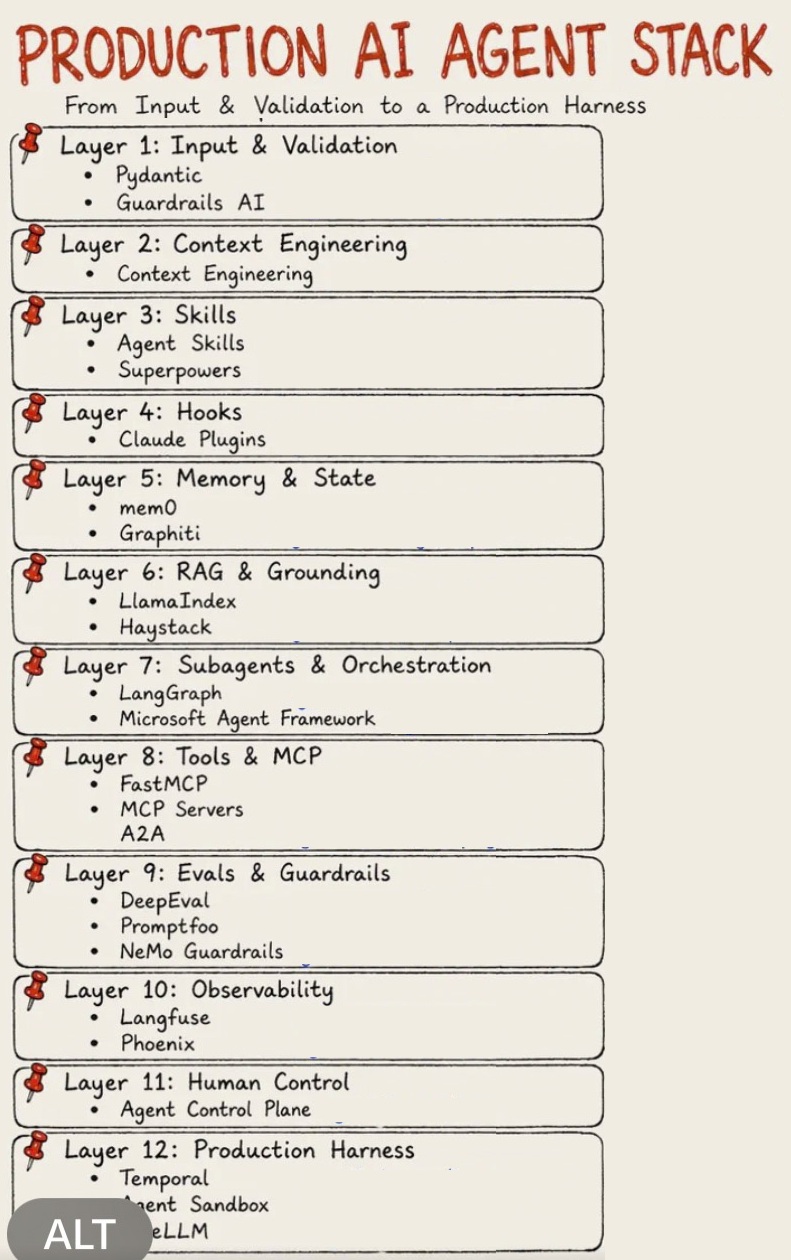 PRODUCTION AI AGENT STACK
From Input & Validation to a Production Harness
Layer 1: Input & Validation
• Pydantic
• Guardrails AI
Layer 2: Context Engineering
• Context Engineering
Layer 3: Skills
• Agent Skills
• Superpowers
Layer 4: Hooks
• Claude Plugins
Layer 5: Memory & State
• mem0
• Graphiti
Layer 6: RAG & Grounding
• LlamaIndex
• Haystack
Layer 7: Subagents & Orchestration
• LangGraph
• Microsoft Agent Framework
Layer 8: Tools & MCP
• FastMCP
• MCP Servers
A2A
Layer 9: Evals & Guardrails
• DeepEval
• Promptfoo
• NeMo Guardrails
Layer 10: Observability
• Langfuse
• Phoenix
Layer 11: Human Control
• Agent Control Plane
Layer 12: Production Harness
• Temporal
Agent Sandbox
ALT